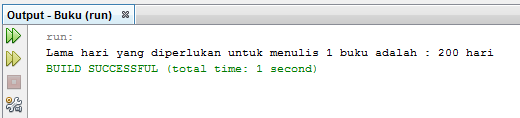 Output - Buku (run)
run:
Lama hari yang diperlukan untuk menulis 1 buku adalah : 200 hari
BUILD SUCCESSFUL (total time: 1 second)